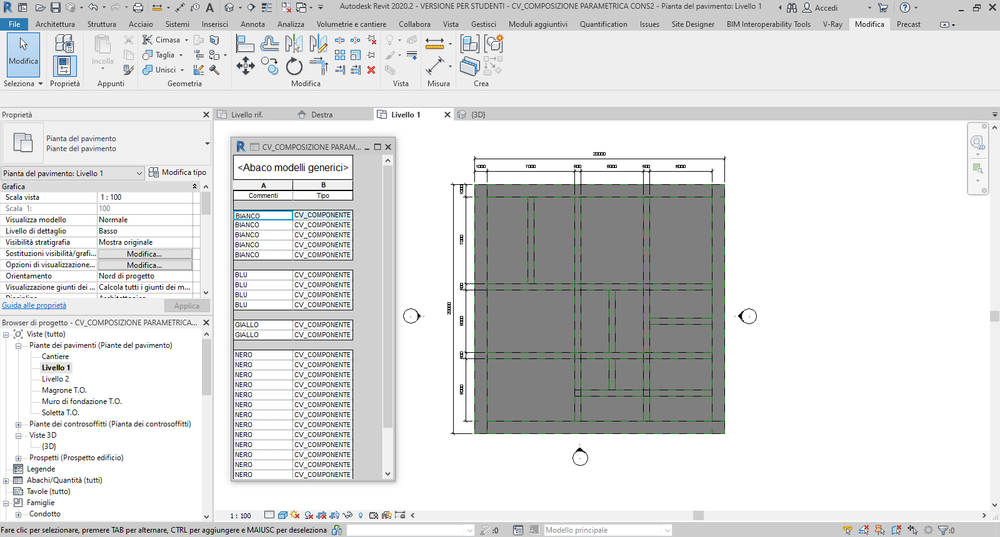 Autodesk Revit 2020.2 - VERSIONE PER STUDENTI - CV_COMPOSIZIONE PARAMETRICA CONS2 - Pianta del pavimento: Livello 1
Accedi
File Architettura Struttura Acciaio Sistemi Inserisci Annota Analizza Volumetrie e cantiere Collabora Vista Gestisci Moduli aggiuntivi Quantification Issues Site Designer BIM Interoperability Tools V-Ray Modifica Precast
Modifica
Incolla
Cimasa
Taglia
Unisci
Seleziona Proprietà Appunti Geometria Modifica Vista Misura Crea
Proprietà
Pianta del pavimento
Pianta del pavimento
Pianta del pavimento: Livello 1 Modifica tipo
Grafica
Scala vista 1 : 100
Scala 1: 100
Visualizza modello Normale
Livello di dettaglio Basso
Visibilità stratigrafia Mostra originale
Sostituzioni visibilità/grafi... Modifica...
Opzioni di visualizzazione... Modifica...
Orientamento Nord di progetto
Visualizzazione giunti dei ... Calcola tutti i giunti dei m...
Guida alle proprietà Applica
Browser di progetto - CV_COMPOSIZIONE PARAMETRICA...
Viste (tutto)
Piante dei pavimenti (Piante del pavimento)
Cantiere
Livello 1
Livello 2
Magrone T.O.
Muro di fondazione T.O.
Soletta T.O.
Piante dei controsoffitti (Pianta dei controsoffitti)
Viste 3D
{3D}
Prospetti (Prospetto edificio)
Legende
Abachi/Quantità (tutti)
Tavole (tutto)
Famiglie
Condotto
Livello rif. Destra Livello 1 {3D}
CV_COMPOSIZIONE PARAM...
<Abaco modelli generici>
A B
Commenti Tipo
BIANCO CV_COMPONENTE
BIANCO CV_COMPONENTE
BIANCO CV_COMPONENTE
BIANCO CV_COMPONENTE
BIANCO CV_COMPONENTE
BLU CV_COMPONENTE
BLU CV_COMPONENTE
BLU CV_COMPONENTE
BLU CV_COMPONENTE
GIALLO CV_COMPONENTE
GIALLO CV_COMPONENTE
NERO CV_COMPONENTE
NERO CV_COMPONENTE
NERO CV_COMPONENTE
NERO CV_COMPONENTE
NERO CV_COMPONENTE
NERO CV_COMPONENTE
NERO CV_COMPONENTE
NERO CV_COMPONENTE
NERO CV_COMPONENTE
NERO CV_COMPONENTE
NERO CV_COMPONENTE
NERO CV_COMPONENTE
NERO CV_COMPONENTE
20000
1000 7000 500 5000 500 5000
1000
7000
500
20000
5000
500
5000
2D
1 : 100
Fare clic per selezionare, premere TAB per alternare, CTRL per aggiungere e MAIUSC per deseleziona
:0
Modello principale
:0